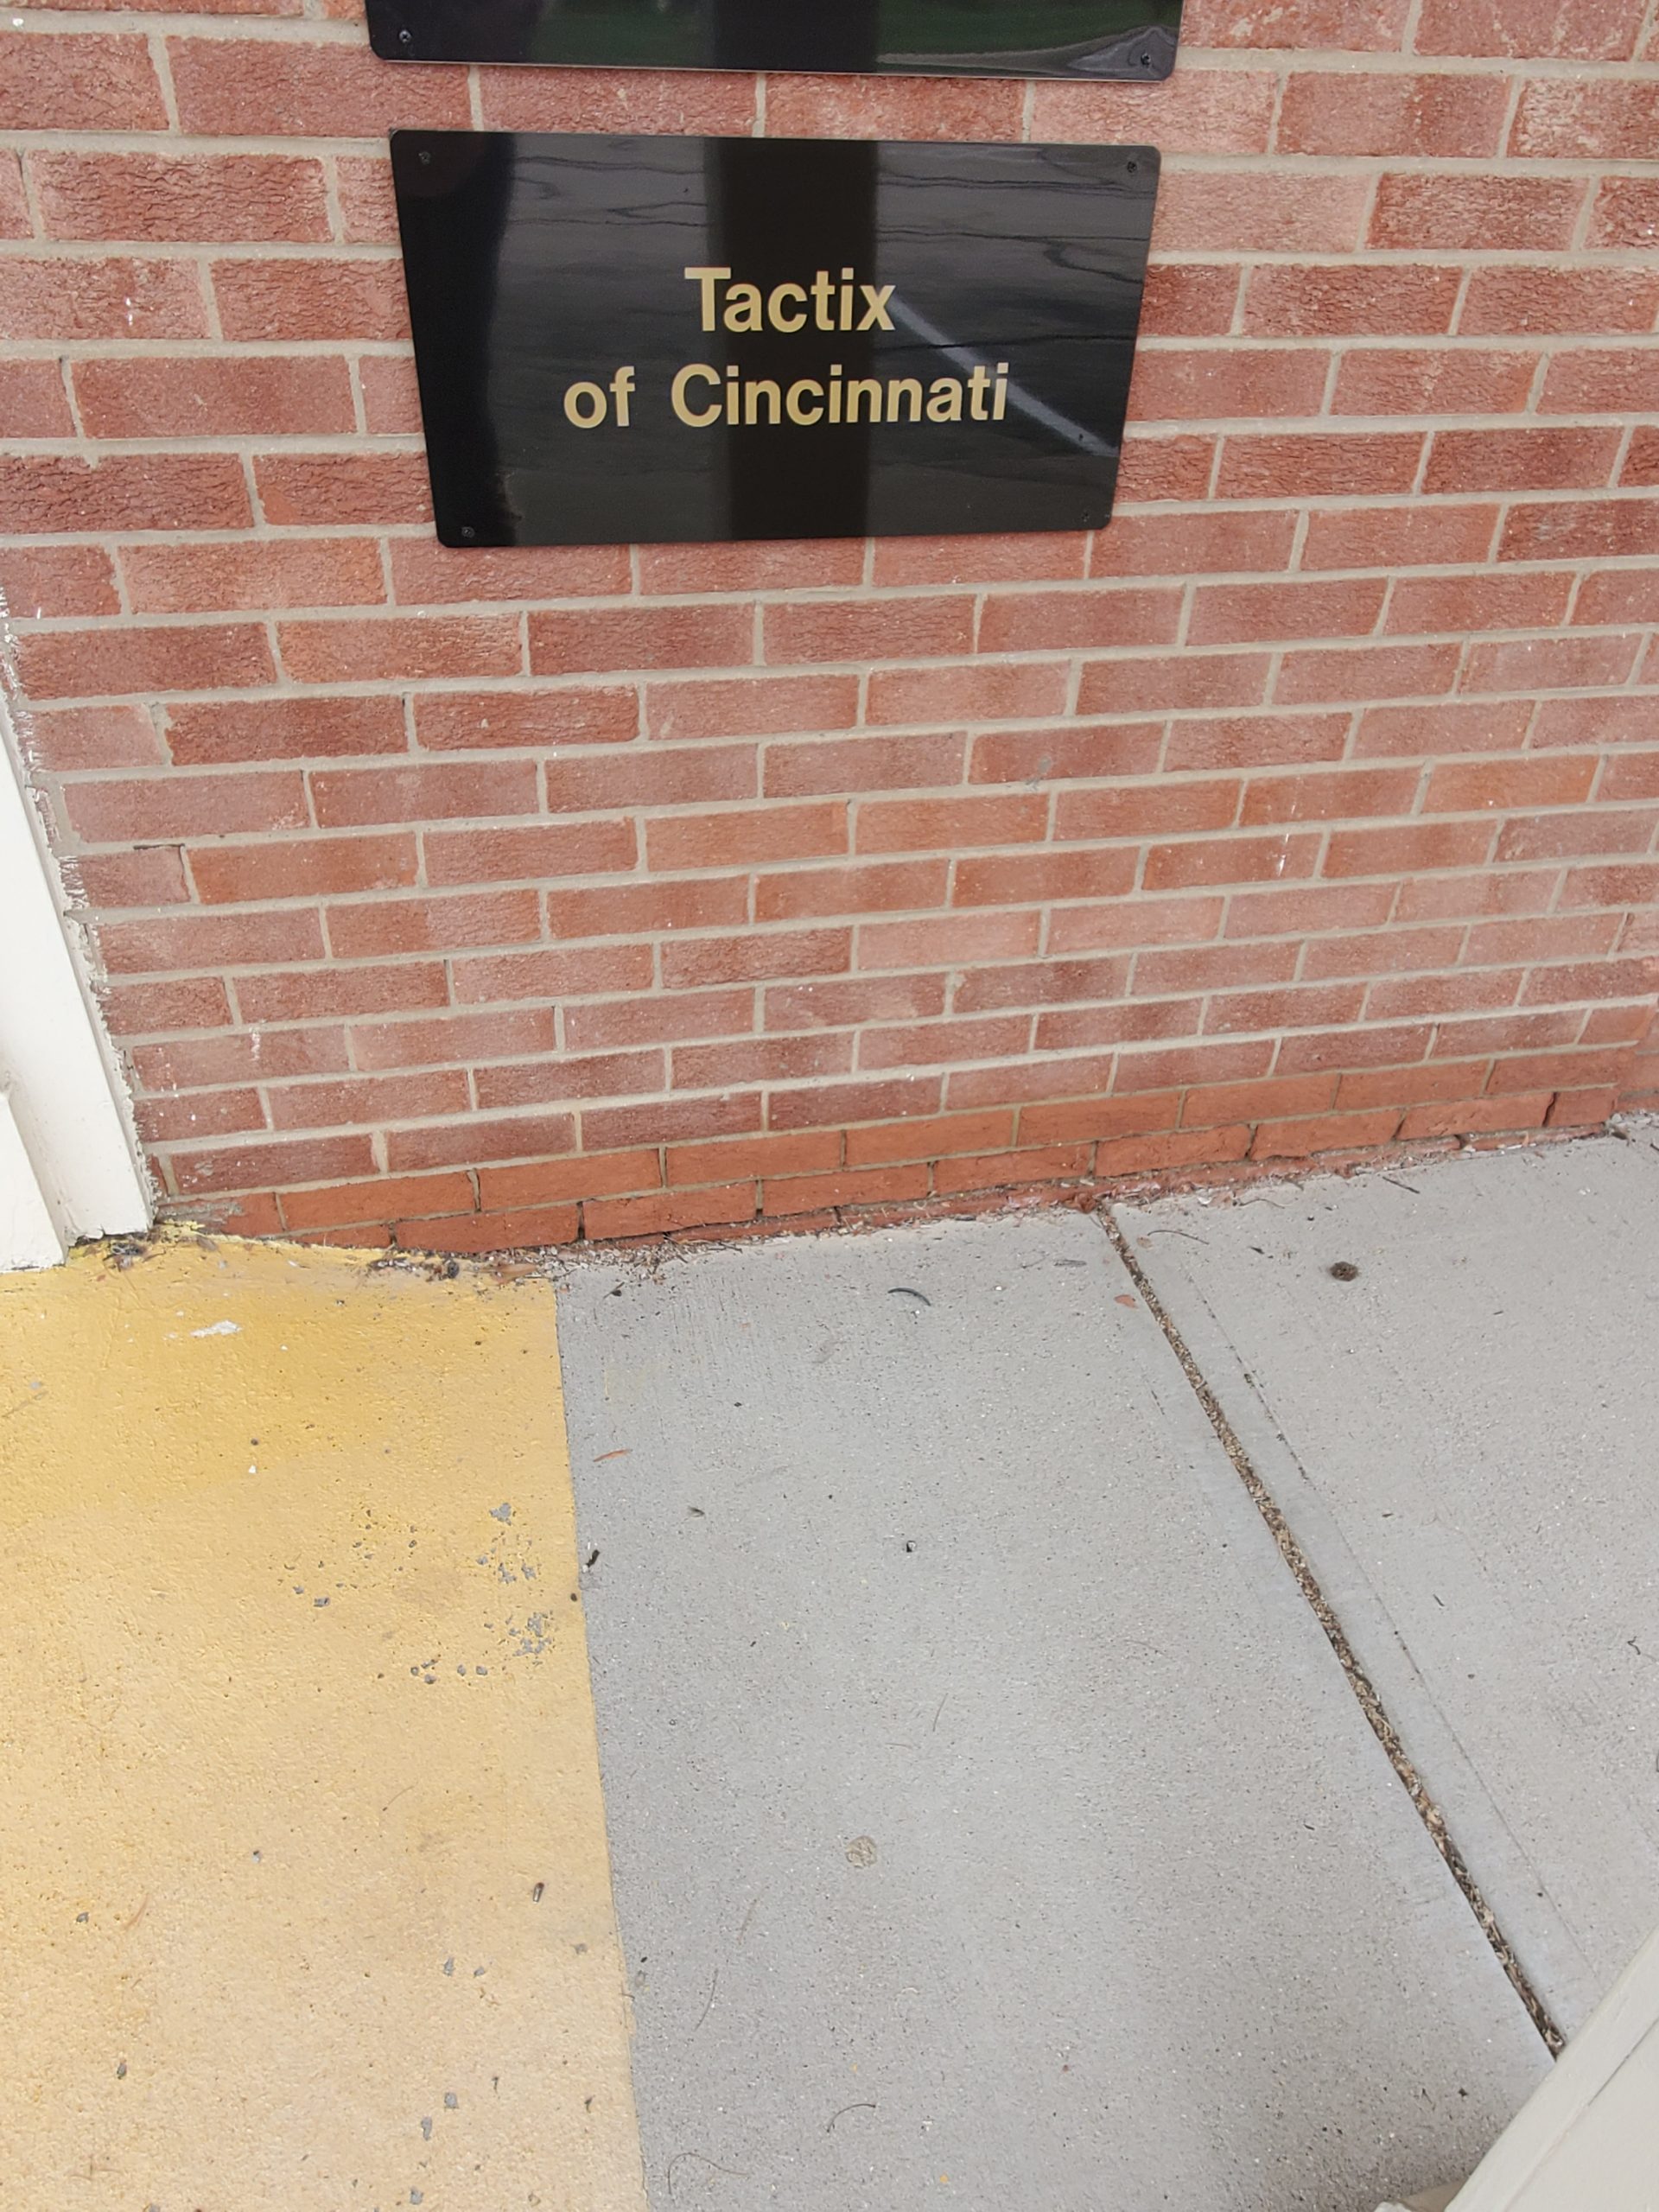 Tactix
of Cincinnati